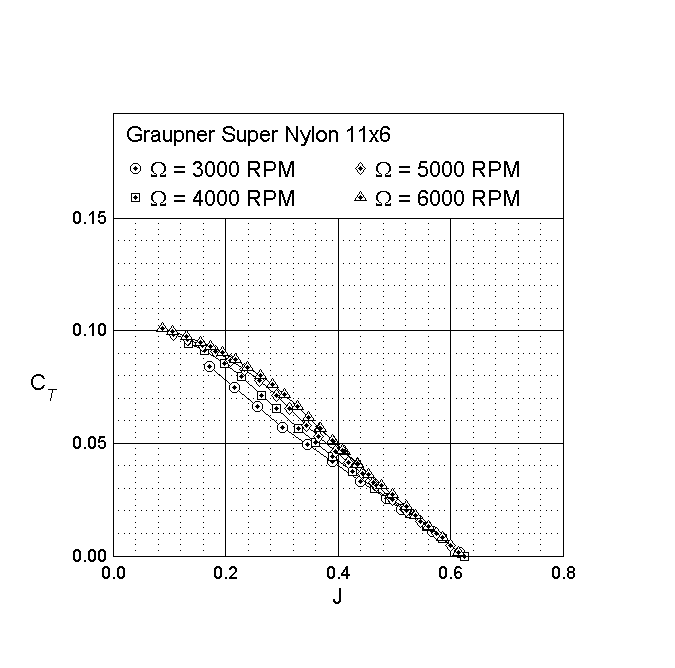 Graupner Super Nylon 11x6
Ω = 3000 RPM Ω = 5000 RPM
Ω = 4000 RPM Ω = 6000 RPM
0.15
0.10
C_T
0.05
0.00
0.0 0.2 0.4 0.6 0.8
J